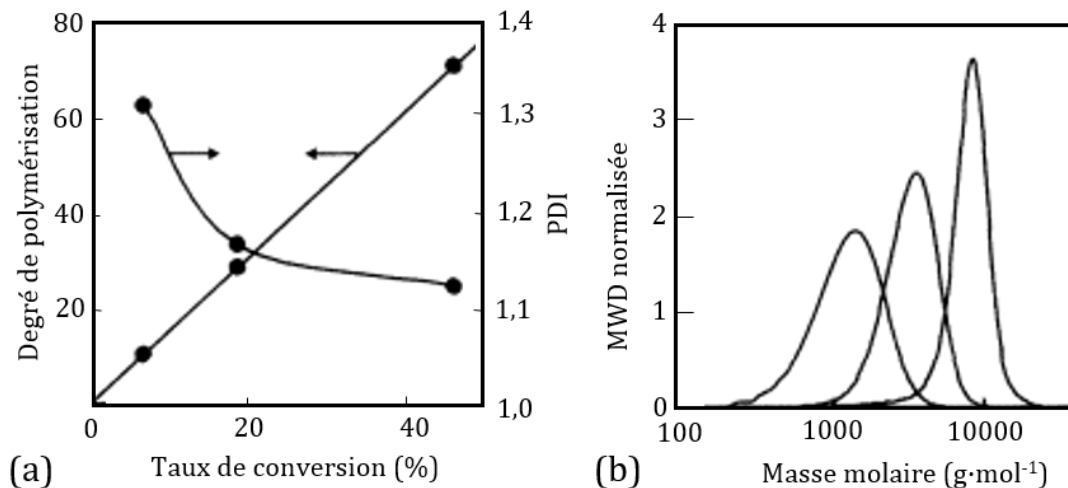 80
60
40
20
Degré de polymérisation
1,4
1,3
1,2
1,1
1,0
PDI
0
20
40
Taux de conversion (%)
(a)
4
3
2
1
0
MWD normalisée
100
1000
10000
Masse molaire (g·mol⁻¹)
(b)